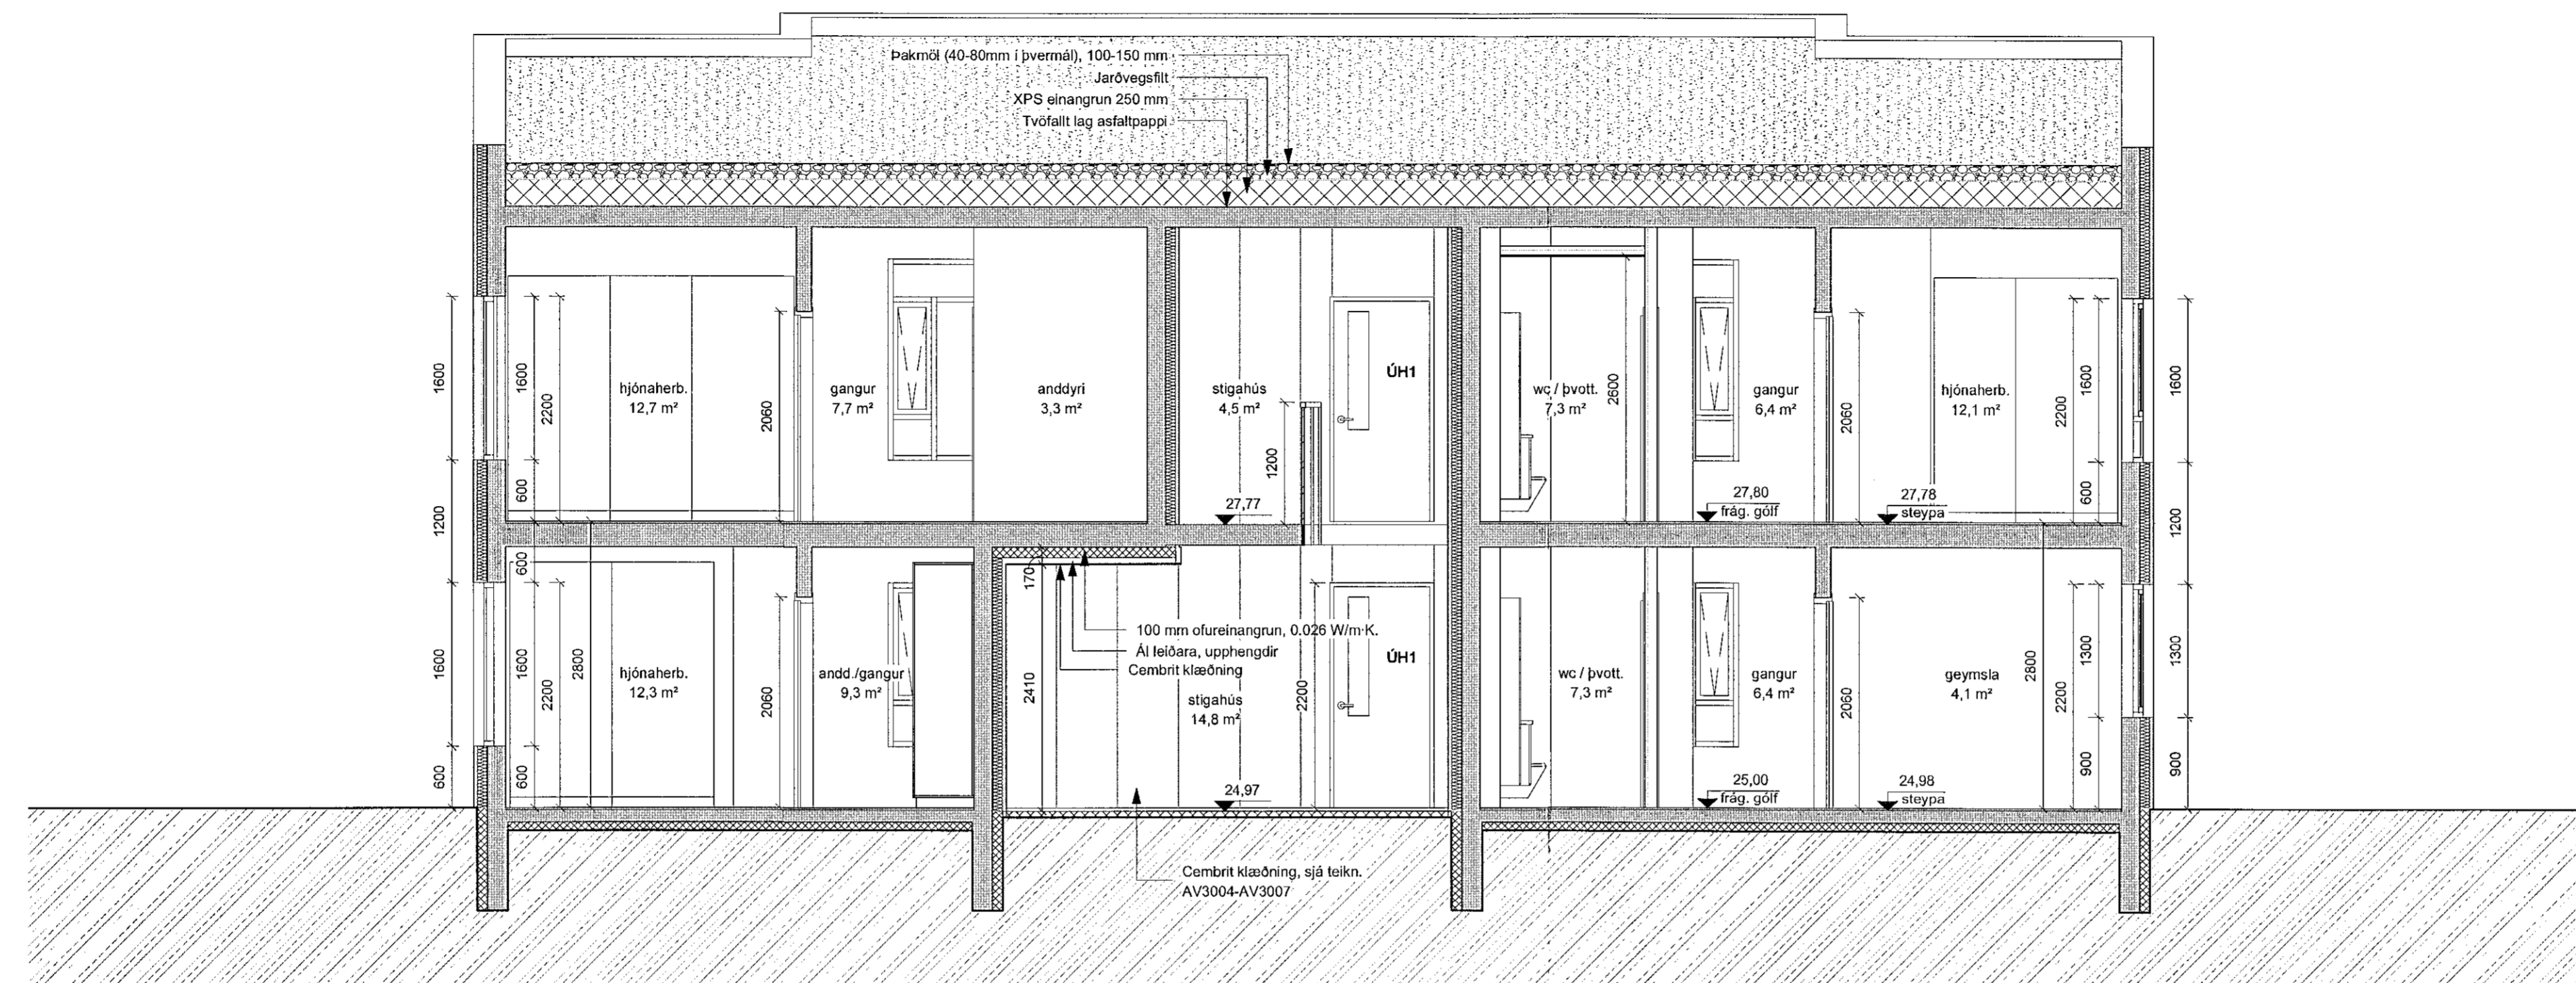 Þakmöl (40-80mm í þvermál), 100-150 mm
Jarðvegsfilt
XPS einangrun 250 mm
Tvöfallt lag asfaltpappi
1600
1200
1600
600
1600
2200
600
hjónaherb.
12,7 m²
2060
gangur
7,7 m²
anddyri
3,3 m²
stigahús
4,5 m²
1200
27,77
ÚH1
wc / þvott.
7,3 m²
2600
gangur
6,4 m²
27,80
frág. gólf
2060
hjónaherb.
12,1 m²
27,78
steypa
2200
1600
600
1600
1200
1300
900
600
1600
2200
2800
600
hjónaherb.
12,3 m²
2060
andd./gangur
9,3 m²
170
2410
100 mm ofureinangrun, 0.026 W/m·K.
Ál leiðara, upphengdir
Cembrit klæðning
stigahús
14,8 m²
2200
24,97
ÚH1
wc / þvott.
7,3 m²
gangur
6,4 m²
25,00
frág. gólf
2060
geymsla
4,1 m²
24,98
steypa
2800
2200
1300
900
Cembrit klæðning, sjá teikn.
AV3004-AV3007